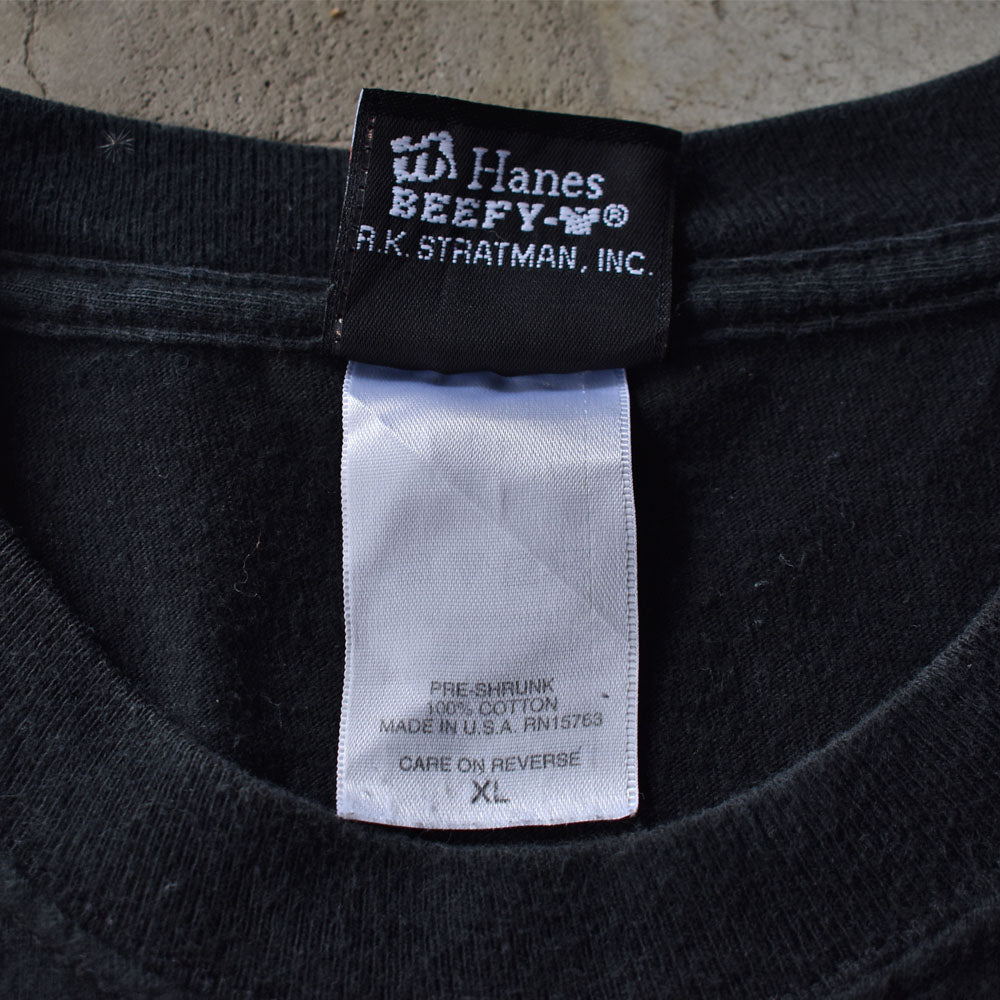 Hanes
BEEFY-T®
R.K. STRATMAN, INC.
PRE-SHRUNK
100% COTTON
MADE IN U.S.A. RN15763
CARE ON REVERSE
XL